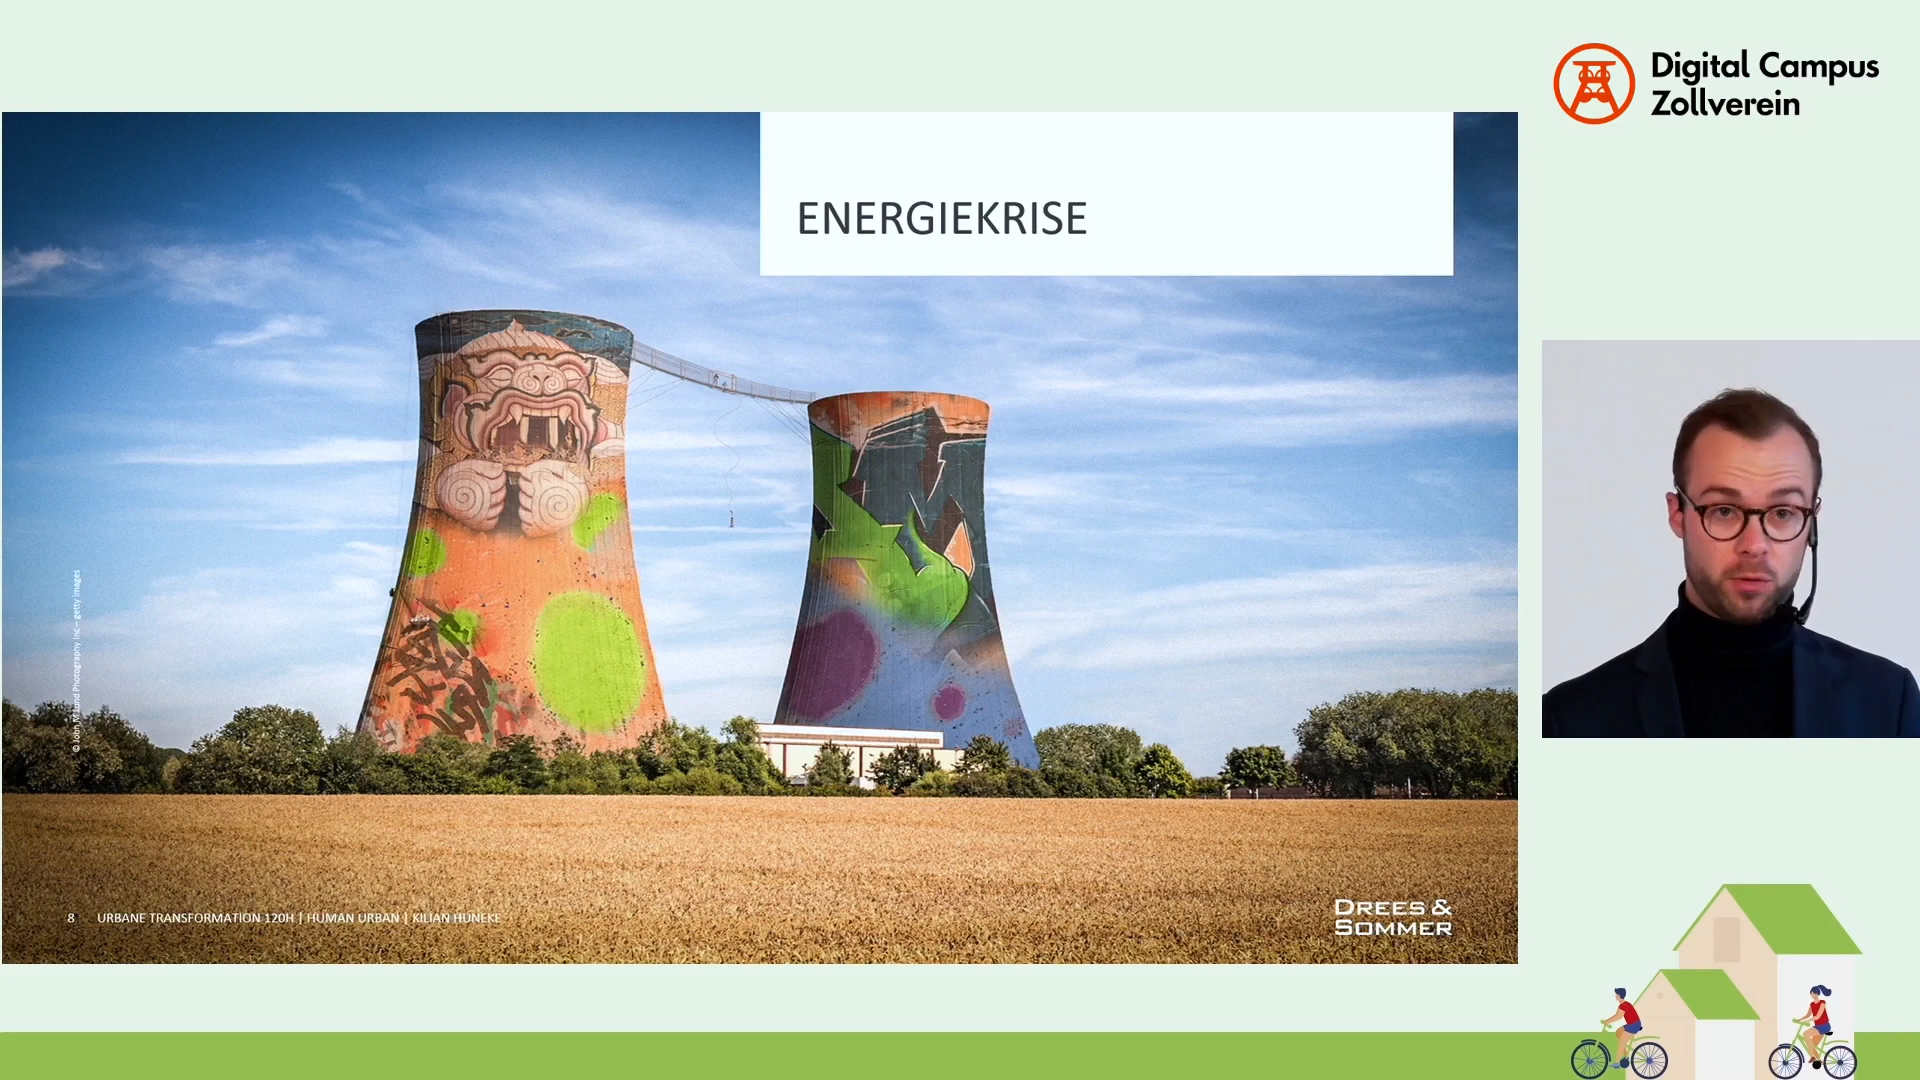 Digital Campus
Zollverein
ENERGIEKRISE
© John M Lund Photography Inc – getty images
8 URBANE TRANSFORMATION 120H | HUMAN URBAN | KILIAN HÜNEKE
DREES &
SOMMER